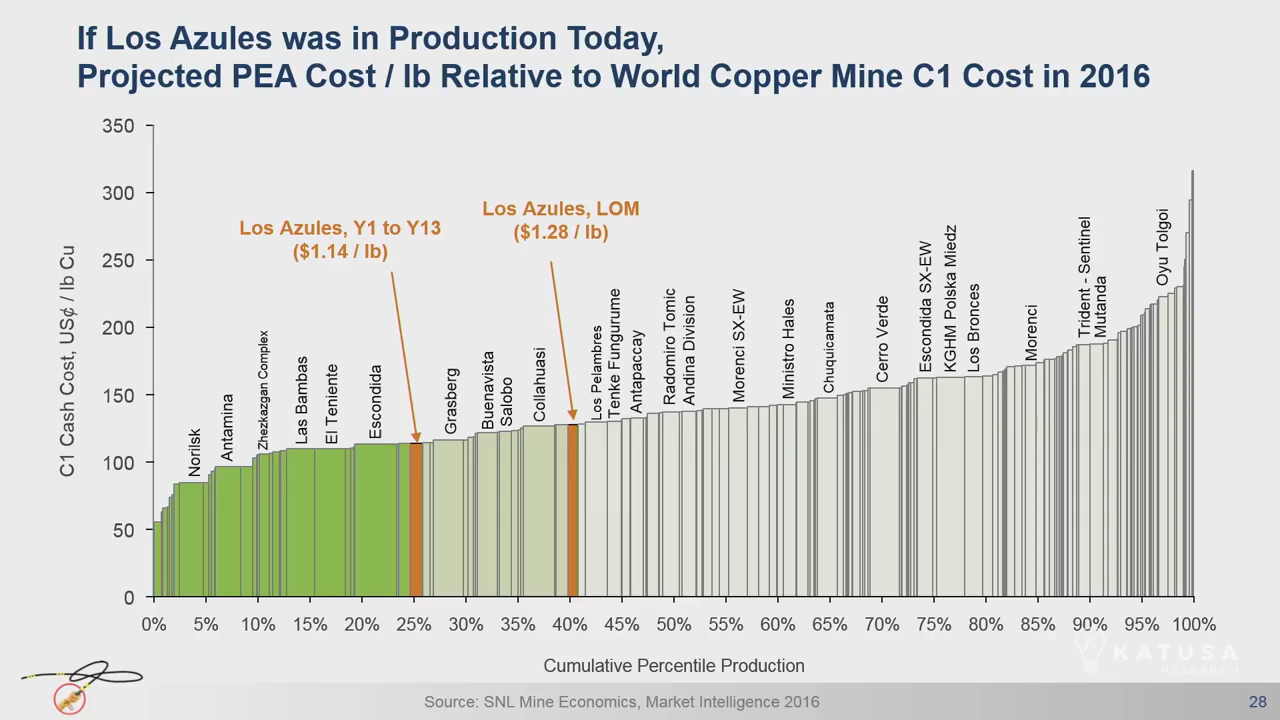 If Los Azules was in Production Today,
Projected PEA Cost / lb Relative to World Copper Mine C1 Cost in 2016
C1 Cash Cost, US¢ / lb Cu
350
300
250
200
150
100
50
0
Los Azules, Y1 to Y13
($1.14 / lb)
Los Azules, LOM
($1.28 / lb)
Norilsk
Antamina
Zhezkazgan Complex
Las Bambas
El Teniente
Escondida
Grasberg
Buenavista
Salobo
Collahuasi
Los Pelambres
Tenke Fungurume
Antapaccay
Radomiro Tomic
Andina Division
Morenci SX-EW
Ministro Hales
Chuquicamata
Cerro Verde
Escondida SX-EW
KGHM Polska Miedz
Los Bronces
Morenci
Trident - Sentinel
Mutanda
Oyu Tolgoi
0% 5% 10% 15% 20% 25% 30% 35% 40% 45% 50% 55% 60% 65% 70% 75% 80% 85% 90% 95% 100%
Cumulative Percentile Production
KATUSA
RESEARCH
Source: SNL Mine Economics, Market Intelligence 2016
28